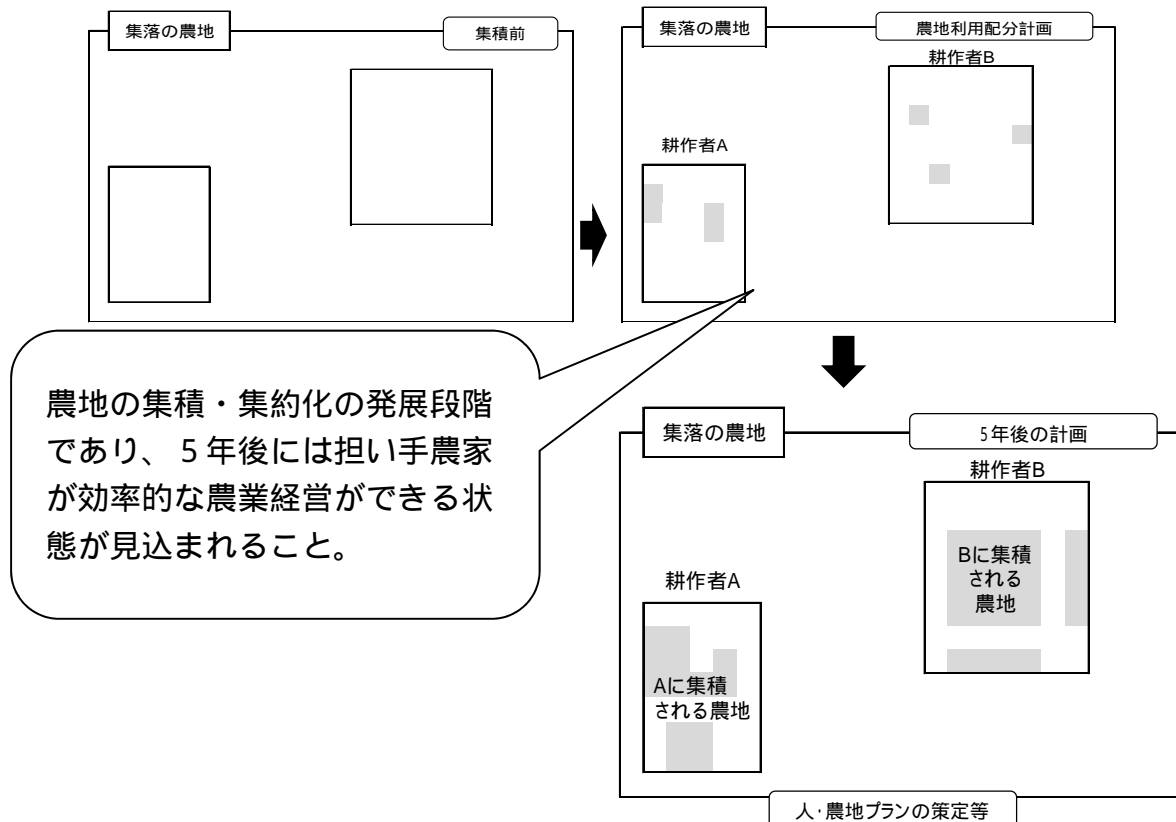 集落の農地
集積前
集落の農地
農地利用配分計画
耕作者B
耕作者A
農地の集積・集約化の発展段階
であり、5年後には担い手農家
が効率的な農業経営ができる状
態が見込まれること。
集落の農地
5年後の計画
耕作者B
Bに集積
される
農地
耕作者A
Aに集積
される農地
人・農地プランの策定等